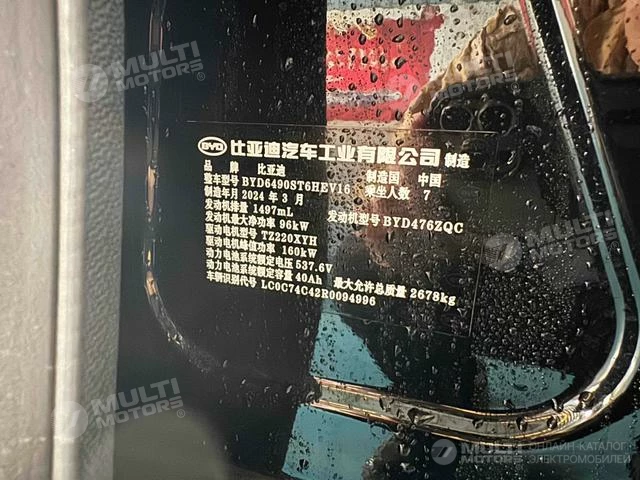 MULTI MOTORS
MULTI MOTORS
BYD 比亚迪汽车工业有限公司 制造
品 牌 比亚迪 制造国 中国
整车型号 BYD6490ST6HEV16 乘坐人数 7
制造年月 2024 年 3 月
发动机排量 1497mL 发动机型号 BYD476ZQC
发动机最大净功率 96kW
驱动电机型号 TZ220XYH
驱动电机峰值功率 160kW
动力电池系统额定电压 537.6V
动力电池系统额定容量 40Ah 最大允许总质量 2678kg
车辆识别代号 LC0C74C42R0094996
MULTI MOTORS
MULTI MOTORS
ОНЛАЙН-КАТАЛОГ
ЭЛЕКТРОМОБИЛЕЙ